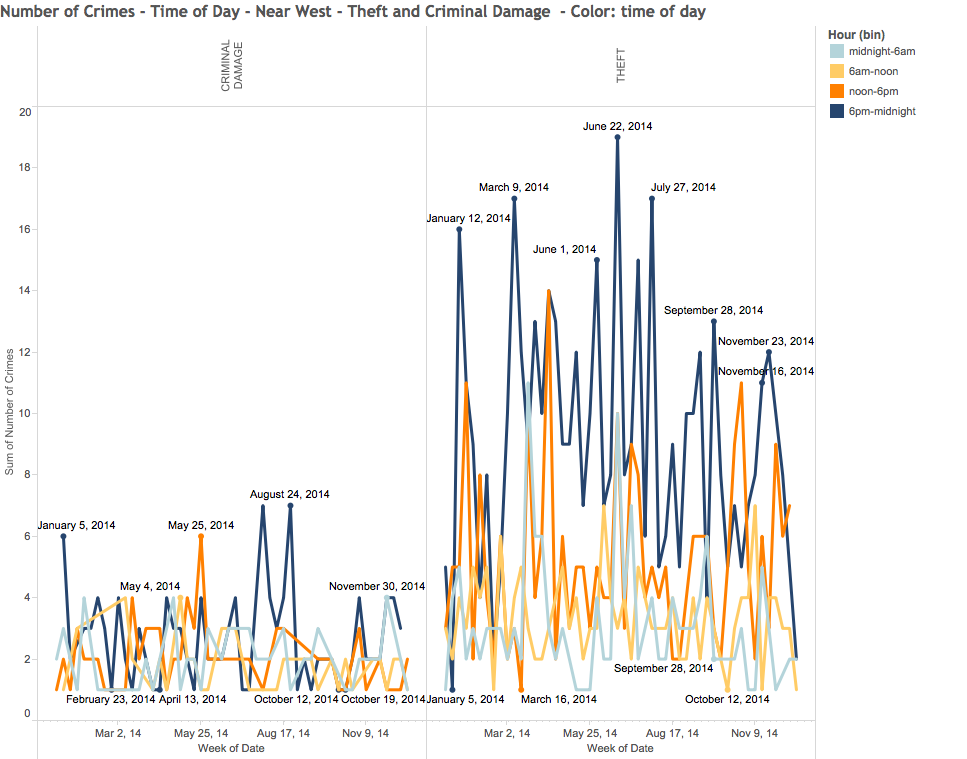 Number of Crimes - Time of Day - Near West - Theft and Criminal Damage - Color: time of day
Hour (bin)
midnight-6am
6am-noon
noon-6pm
6pm-midnight
CRIMINAL
DAMAGE
THEFT
Sum of Number of Crimes
20
18
16
14
12
10
8
6
4
2
0
January 5, 2014
May 25, 2014
August 24, 2014
May 4, 2014
November 30, 2014
February 23, 2014
April 13, 2014
October 12, 2014
October 19, 2014
June 22, 2014
March 9, 2014
July 27, 2014
January 12, 2014
June 1, 2014
September 28, 2014
November 23, 2014
November 16, 2014
September 28, 2014
January 5, 2014
March 16, 2014
October 12, 2014
Mar 2, 14
May 25, 14
Aug 17, 14
Nov 9, 14
Week of Date
Mar 2, 14
May 25, 14
Aug 17, 14
Nov 9, 14
Week of Date